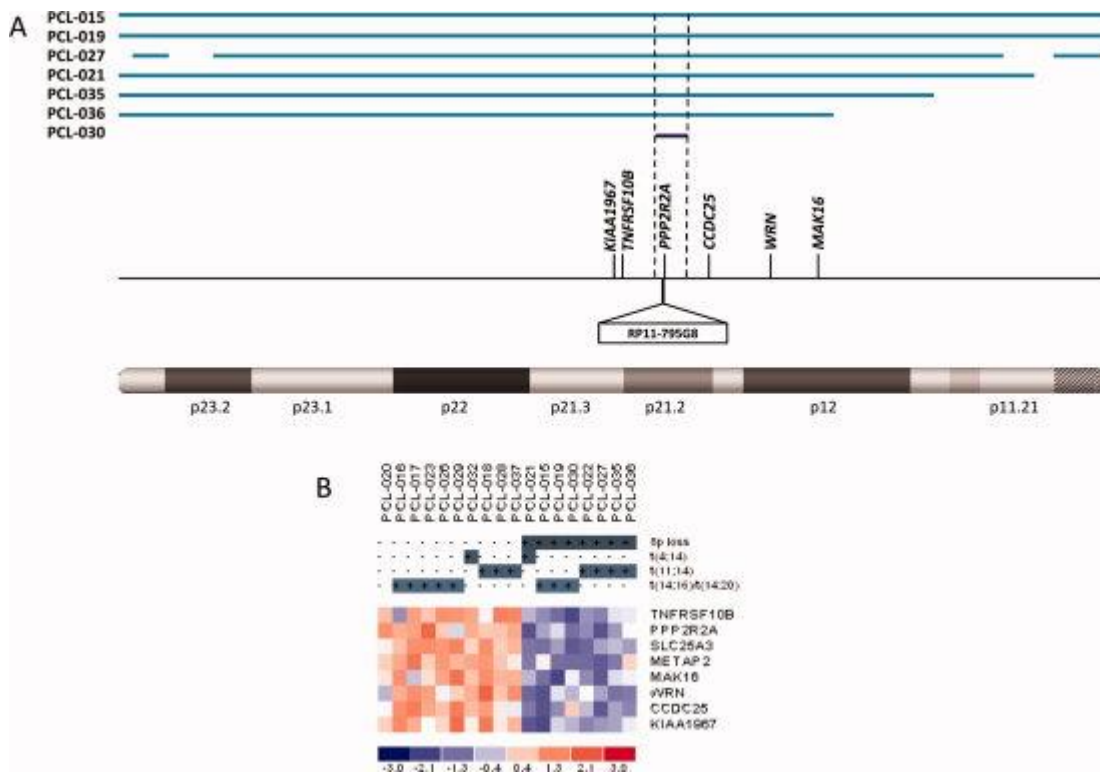 A
PCL-015
PCL-019
PCL-027
PCL-021
PCL-035
PCL-036
PCL-030
KIAA1967
TNFRSF10B
PPP2R2A
CCDC25
WRN
MAK16
RP11-795G8
p23.2 p23.1 p22 p21.3 p21.2 p12 p11.21
B
PCL-020
PCL-016
PCL-017
PCL-023
PCL-026
PCL-029
PCL-032
PCL-018
PCL-028
PCL-037
PCL-021
PCL-015
PCL-019
PCL-030
PCL-022
PCL-027
PCL-035
PCL-036
8p loss
t(4;14)
t(11;14)
t(14;16)/t(14;20)
TNFRSF10B
PPP2R2A
SLC25A3
METAP2
MAK16
WRN
CCDC25
KIAA1967
-3.0 -2.1 -1.3 -0.4 0.4 1.3 2.1 3.0